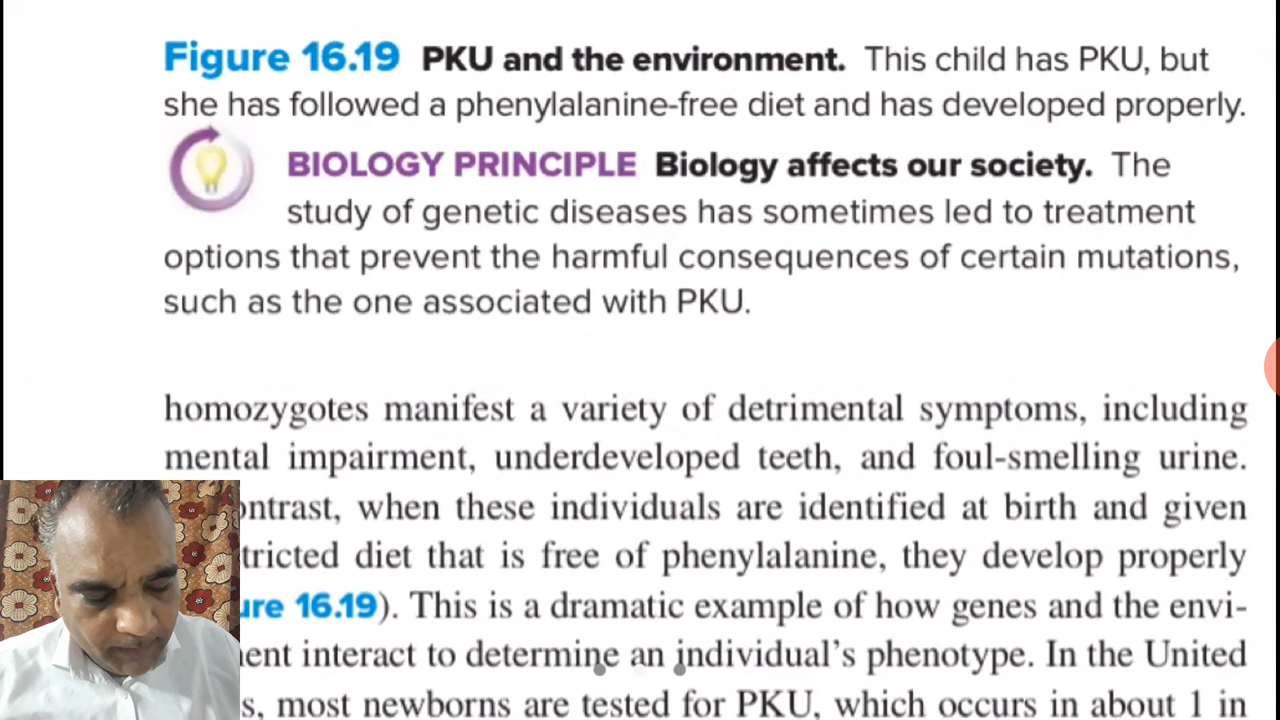 Figure 16.19 PKU and the environment. This child has PKU, but
she has followed a phenylalanine-free diet and has developed properly.
BIOLOGY PRINCIPLE Biology affects our society. The
study of genetic diseases has sometimes led to treatment
options that prevent the harmful consequences of certain mutations,
such as the one associated with PKU.
homozygotes manifest a variety of detrimental symptoms, including
mental impairment, underdeveloped teeth, and foul-smelling urine.
ontrast, when these individuals are identified at birth and given
tricted diet that is free of phenylalanine, they develop properly
ure 16.19). This is a dramatic example of how genes and the envi-
ent interact to determine an individual's phenotype. In the United
s, most newborns are tested for PKU, which occurs in about 1 in